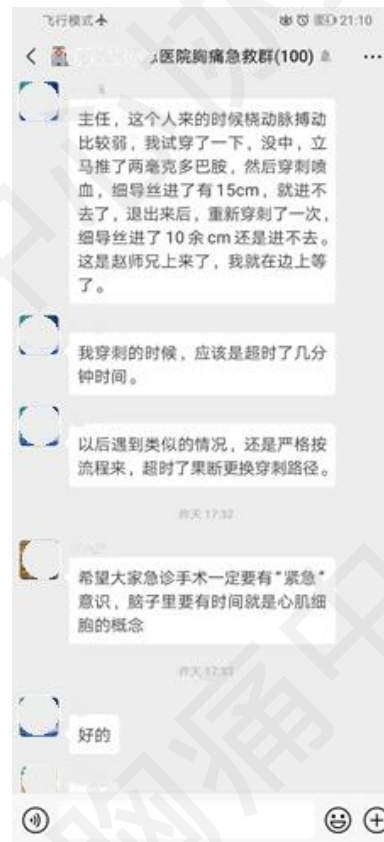 飞行模式 21:10
医院胸痛急救群(100)
主任，这个人来的时候桡动脉搏动
比较弱，我试穿了一下，没中，立
马推了两毫克多巴胺，然后穿刺喷
血，细导丝进了有15cm，就进不
去了，退出来后，重新穿刺了一次，
细导丝进了10余cm还是进不去。
这是赵师兄上来了，我就在边上等
了。
我穿刺的时候，应该是超时了几分
钟时间。
以后遇到类似的情况，还是严格按
流程来，超时了果断更换穿刺路径。
昨天 17:32
希望大家急诊手术一定要有“紧急“
意识，脑子里要有时间就是心肌细
胞的概念
昨天 17:33
好的